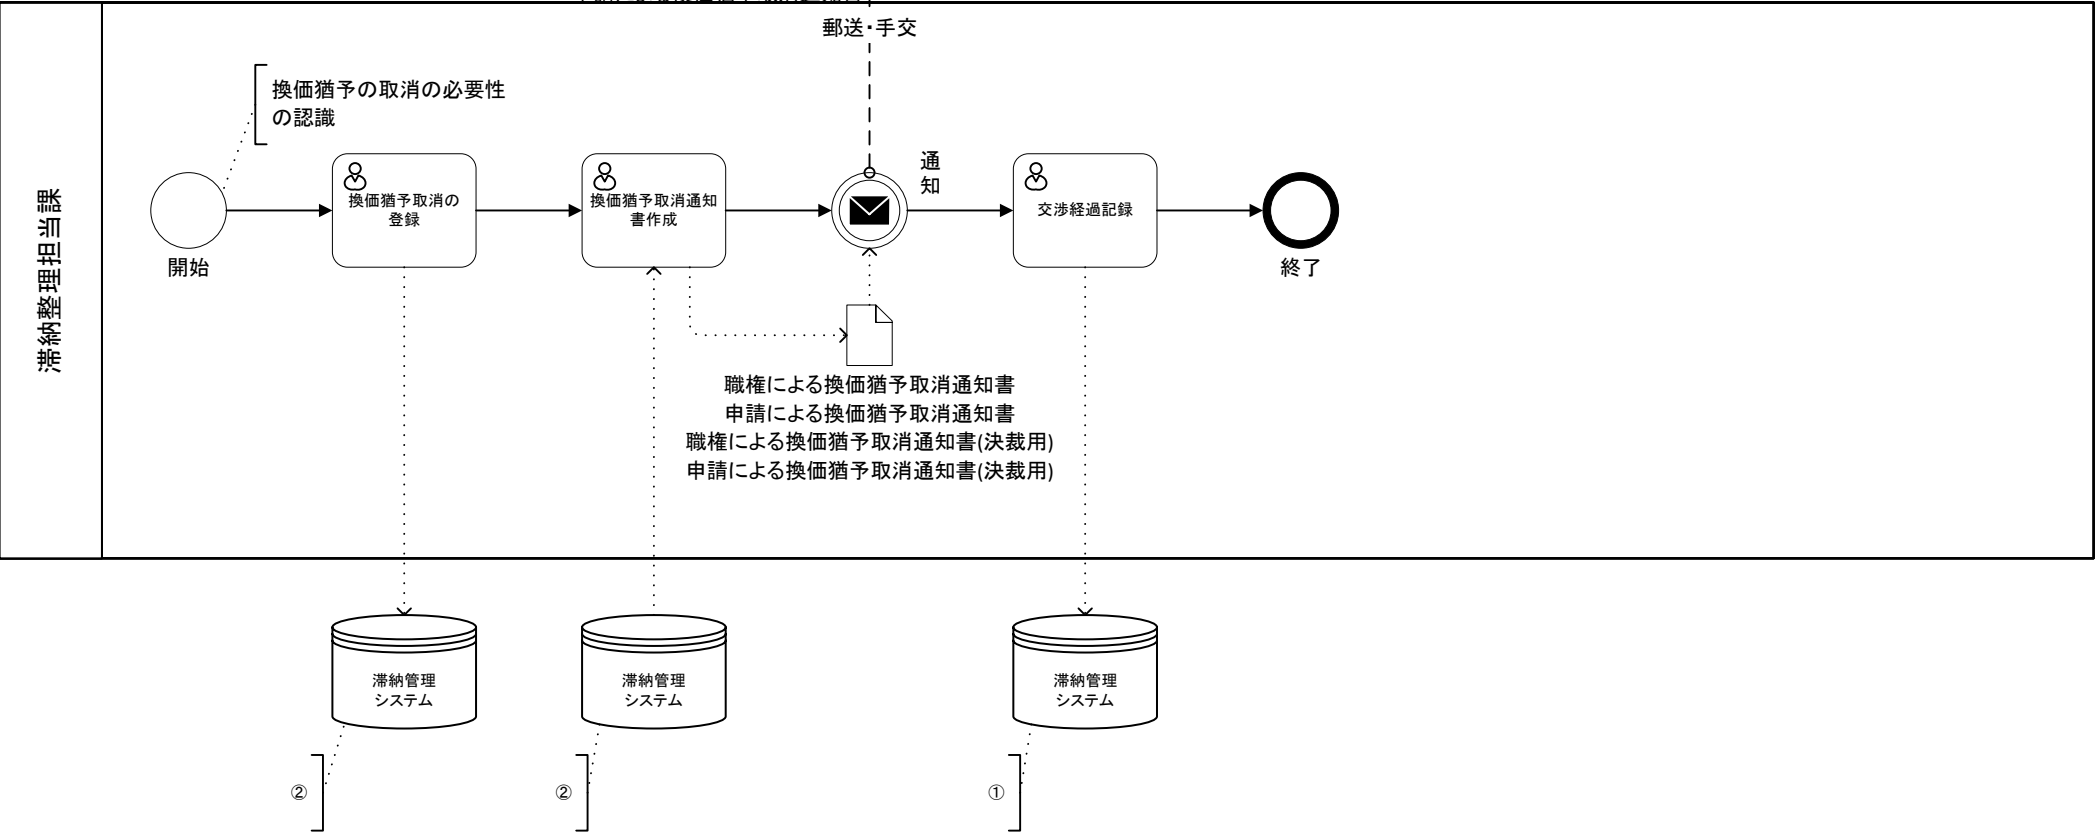 郵送・手交
滞納整理担当課
換価猶予の取消の必要性
の認識
開始
換価猶予取消の
登録
換価猶予取消通知
書作成
通
知
交渉経過記録
終了
職権による換価猶予取消通知書
申請による換価猶予取消通知書
職権による換価猶予取消通知書(決裁用)
申請による換価猶予取消通知書(決裁用)
滞納管理
システム
滞納管理
システム
滞納管理
システム
②
②
①